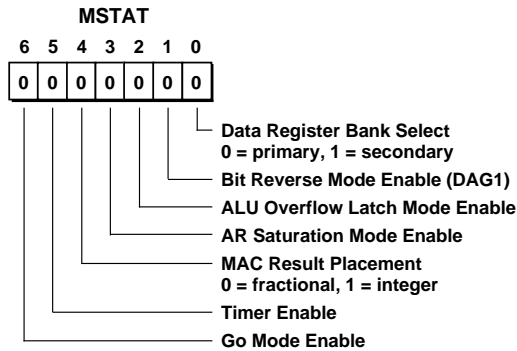 MSTAT
6 5 4 3 2 1 0
0 0 0 0 0 0 0
Data Register Bank Select
0 = primary, 1 = secondary
Bit Reverse Mode Enable (DAG1)
ALU Overflow Latch Mode Enable
AR Saturation Mode Enable
MAC Result Placement
0 = fractional, 1 = integer
Timer Enable
Go Mode Enable